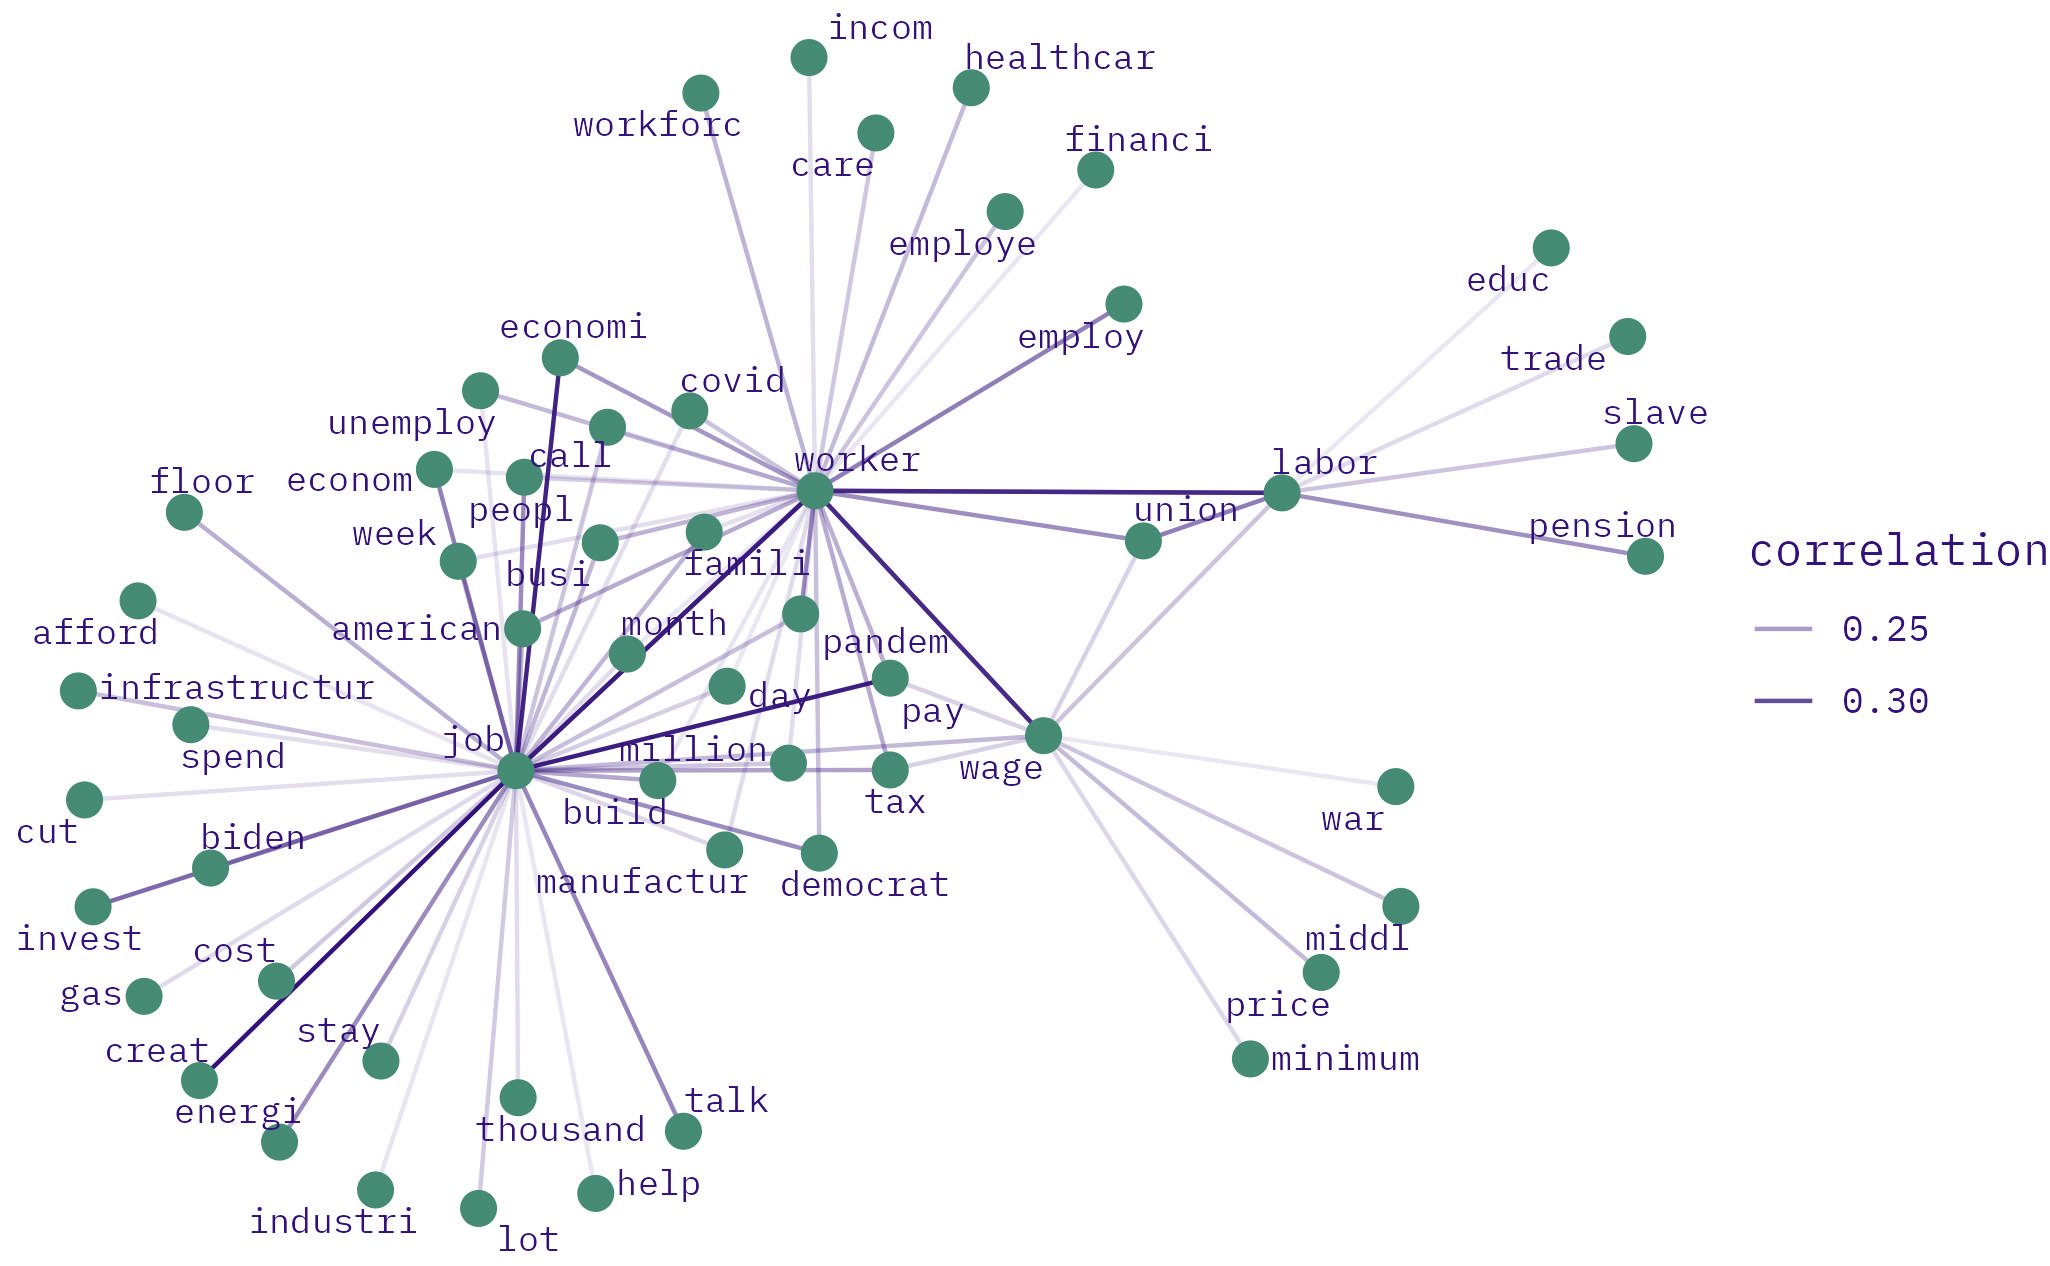 incom
healthcar
workforc
financi
care
employe
educ
economi
employ
trade
covid
unemploy
slave
call
worker
labor
floor
econom
peopl
union
week
pension
correlation
famili
busi
afford
american
month
0.25
pandem
infrastructur
day
pay
0.30
job
million
spend
wage
tax
build
cut
biden
war
manufactur
democrat
invest
cost
middl
gas
price
stay
creat
minimum
energi
talk
thousand
help
industri
lot